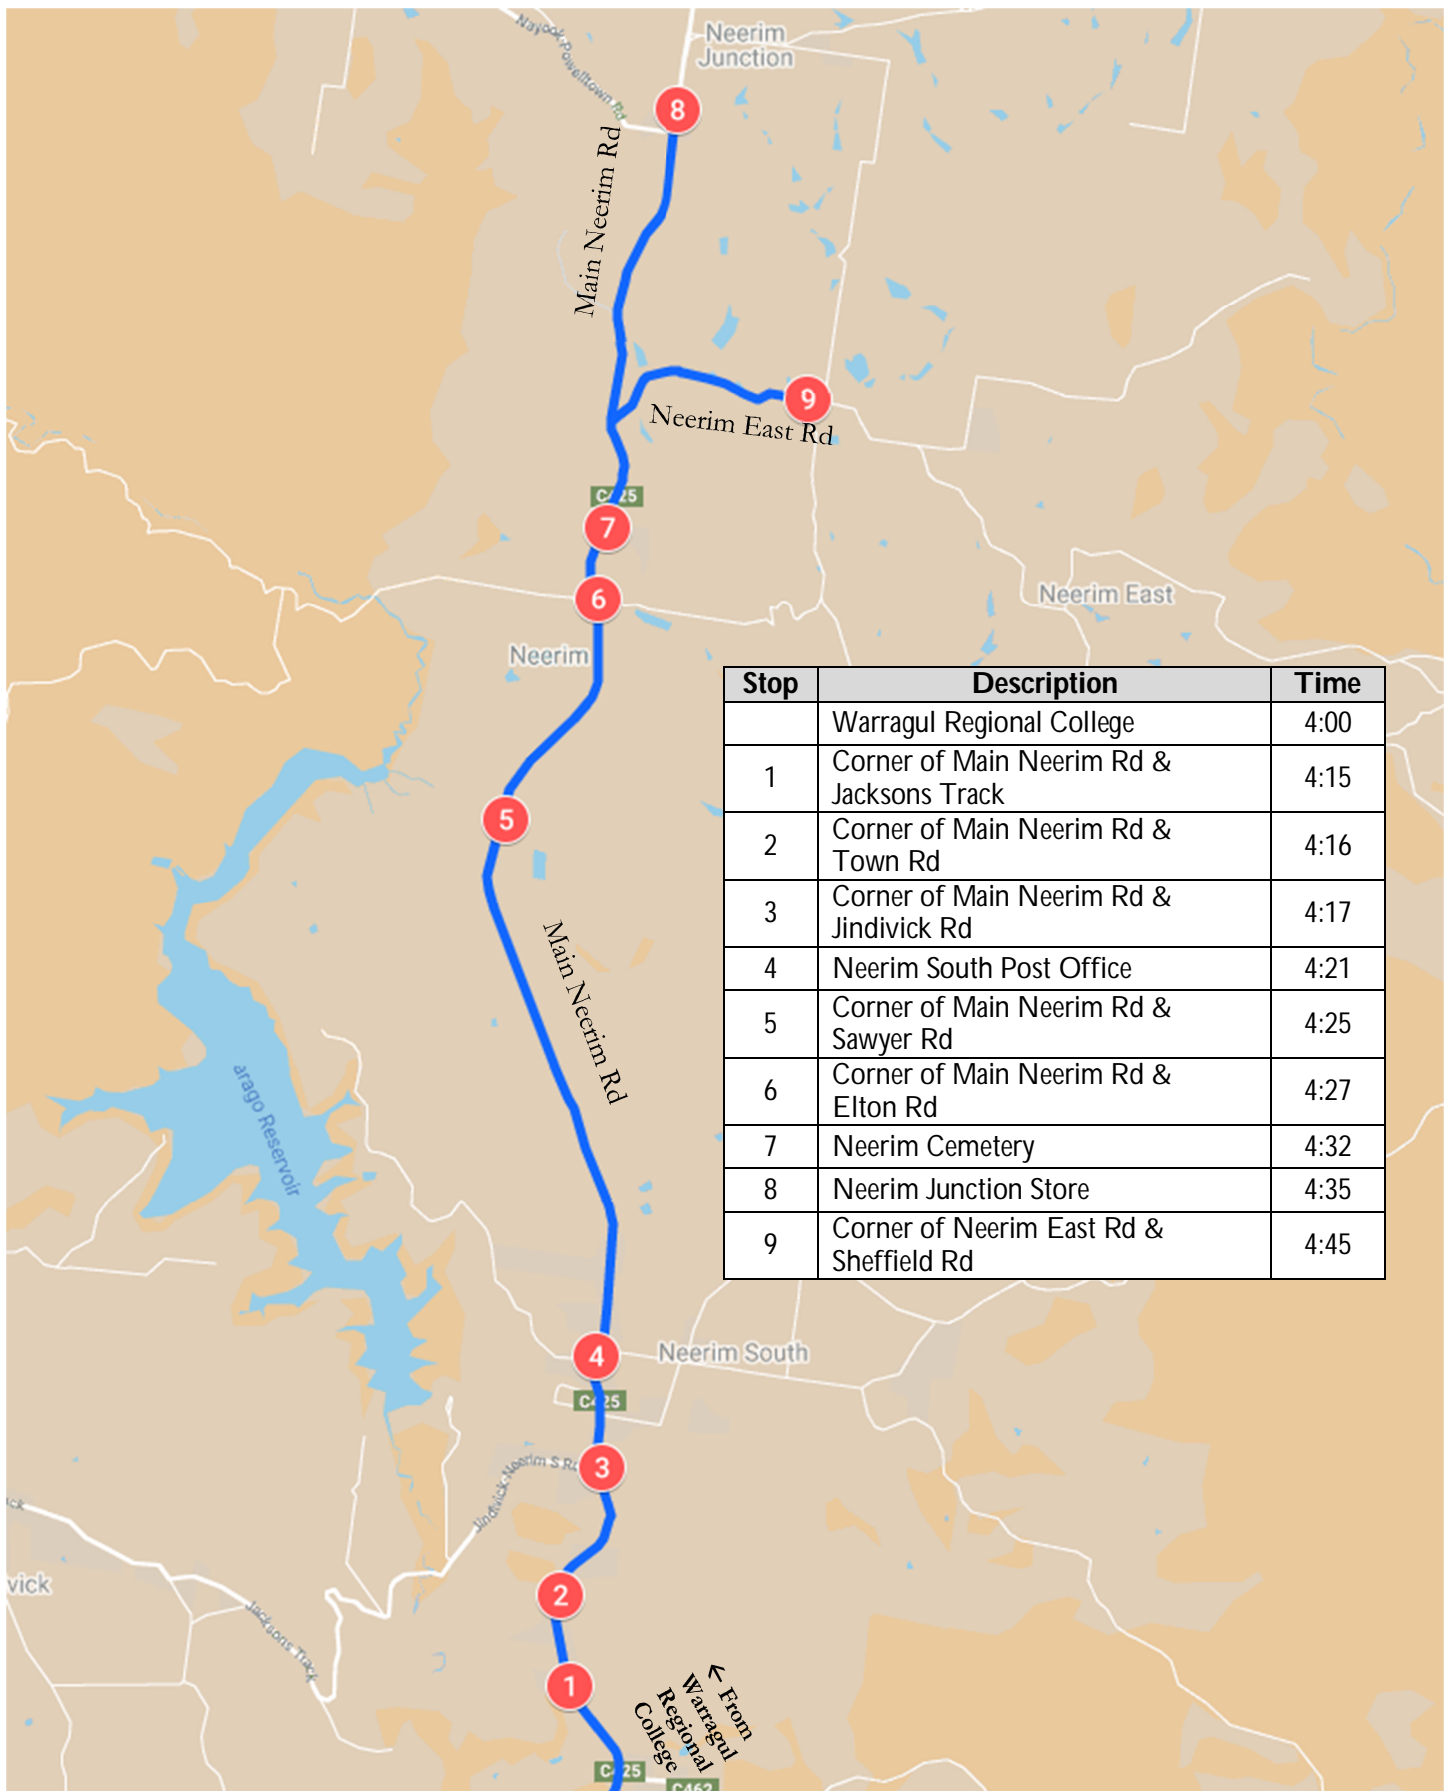 Neerim
Junction
Nayook-Powelltown Rd
8
Main Neerim Rd
9
Neerim East Rd
C425
7
6
Neerim East
Neerim
Stop Description Time
Warragul Regional College 4:00
1 Corner of Main Neerim Rd &
Jacksons Track 4:15
2 Corner of Main Neerim Rd &
Town Rd 4:16
3 Corner of Main Neerim Rd &
Jindivick Rd 4:17
4 Neerim South Post Office 4:21
5 Corner of Main Neerim Rd &
Sawyer Rd 4:25
6 Corner of Main Neerim Rd &
Elton Rd 4:27
7 Neerim Cemetery 4:32
8 Neerim Junction Store 4:35
9 Corner of Neerim East Rd &
Sheffield Rd 4:45
5
Main Neerim Rd
arago Reservoir
4
Neerim South
C425
3
Jindivick-Neerim S Rd
ick
vick
2
Jacksons Track
1
← From
Warragul
Regional
College
C425
C462